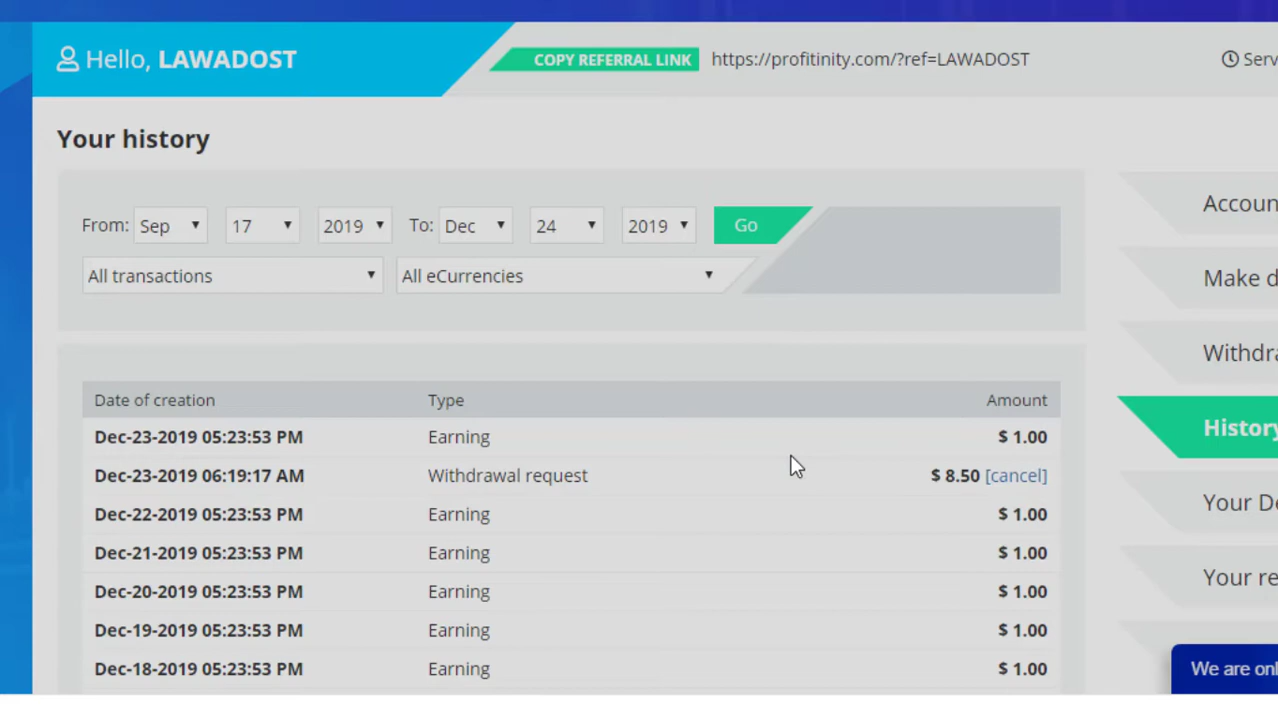 Hello, LAWADOST
COPY REFERRAL LINK https://profitinity.com/?ref=LAWADOST
Your history
From: Sep 17 2019 To: Dec 24 2019 Go
All transactions All eCurrencies
Date of creation Type Amount
Dec-23-2019 05:23:53 PM Earning $ 1.00
Dec-23-2019 06:19:17 AM Withdrawal request $ 8.50 [cancel]
Dec-22-2019 05:23:53 PM Earning $ 1.00
Dec-21-2019 05:23:53 PM Earning $ 1.00
Dec-20-2019 05:23:53 PM Earning $ 1.00
Dec-19-2019 05:23:53 PM Earning $ 1.00
Dec-18-2019 05:23:53 PM Earning $ 1.00
Make
History
Your
Your
We are